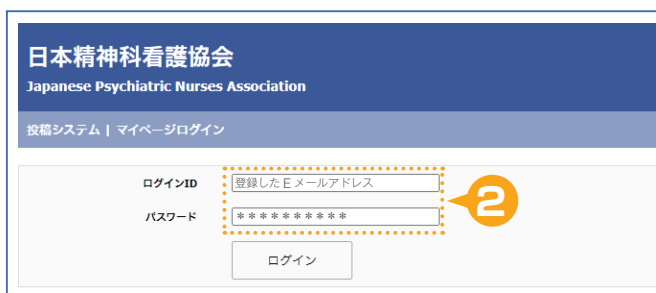 日本精神科看護協会
Japanese Psychiatric Nurses Association
投稿システム | マイページログイン
ログインID 登録したEメールアドレス
2
パスワード **********
ログイン